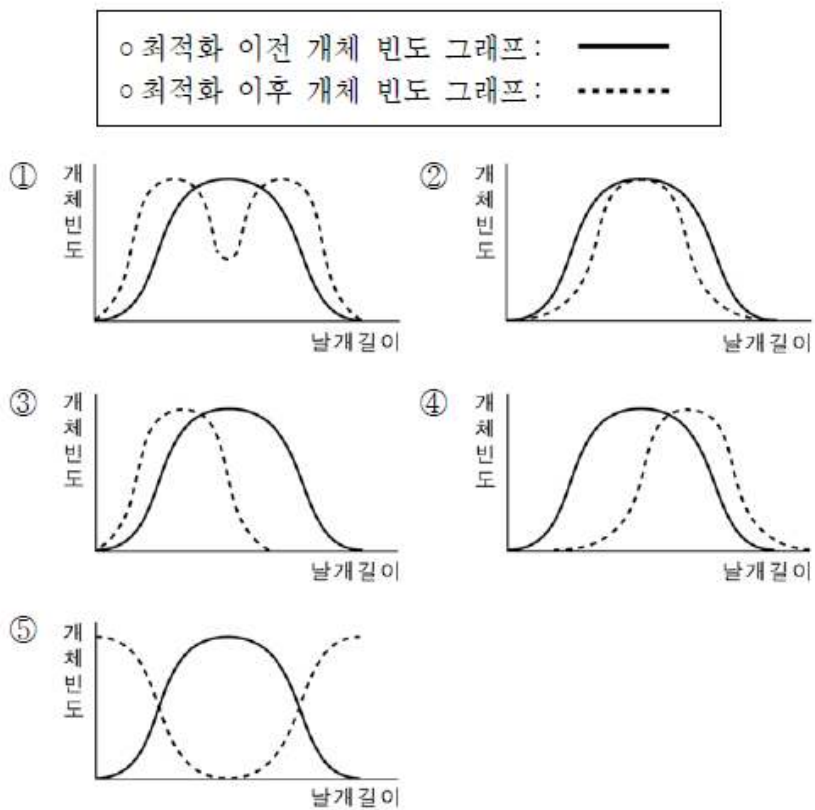 ○ 최적화 이전 개체 빈도 그래프:
○ 최적화 이후 개체 빈도 그래프:
①
개체빈도
날개길이
②
개체빈도
날개길이
③
개체빈도
날개길이
④
개체빈도
날개길이
⑤
개체빈도
날개길이